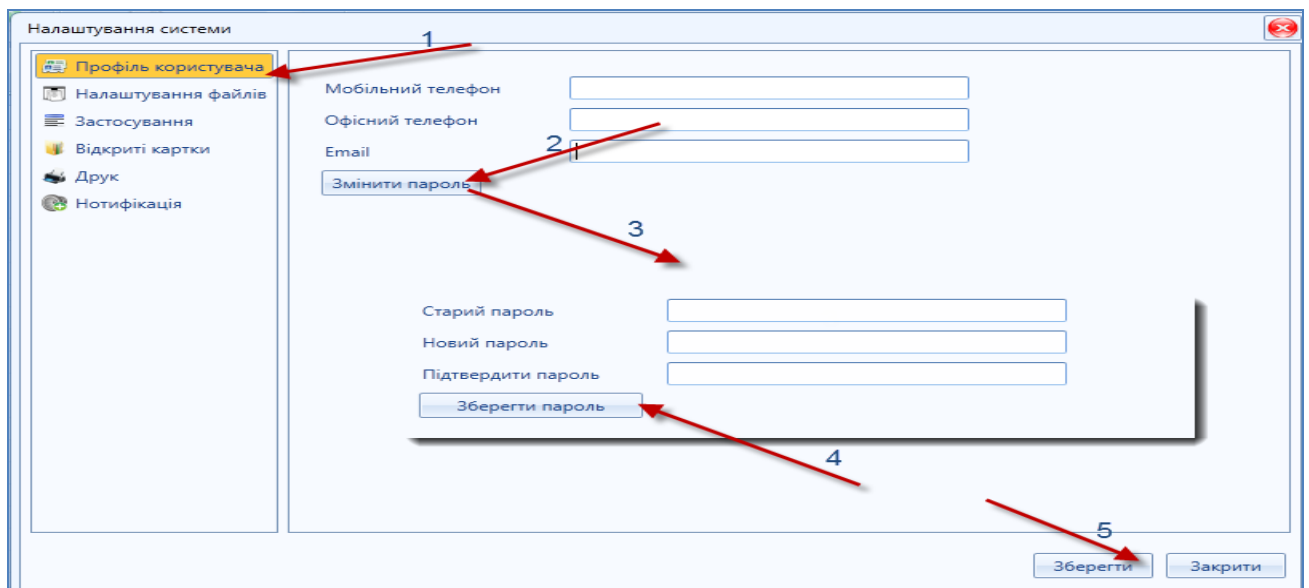 Налаштування системи
1
Профіль користувача
Налаштування файлів
Застосування
Відкриті картки
Друк
Нотифікація
Мобільний телефон
Офісний телефон
Email
2
Змінити пароль
3
Старий пароль
Новий пароль
Підтвердити пароль
Зберегти пароль
4
5
Зберегти
Закрити